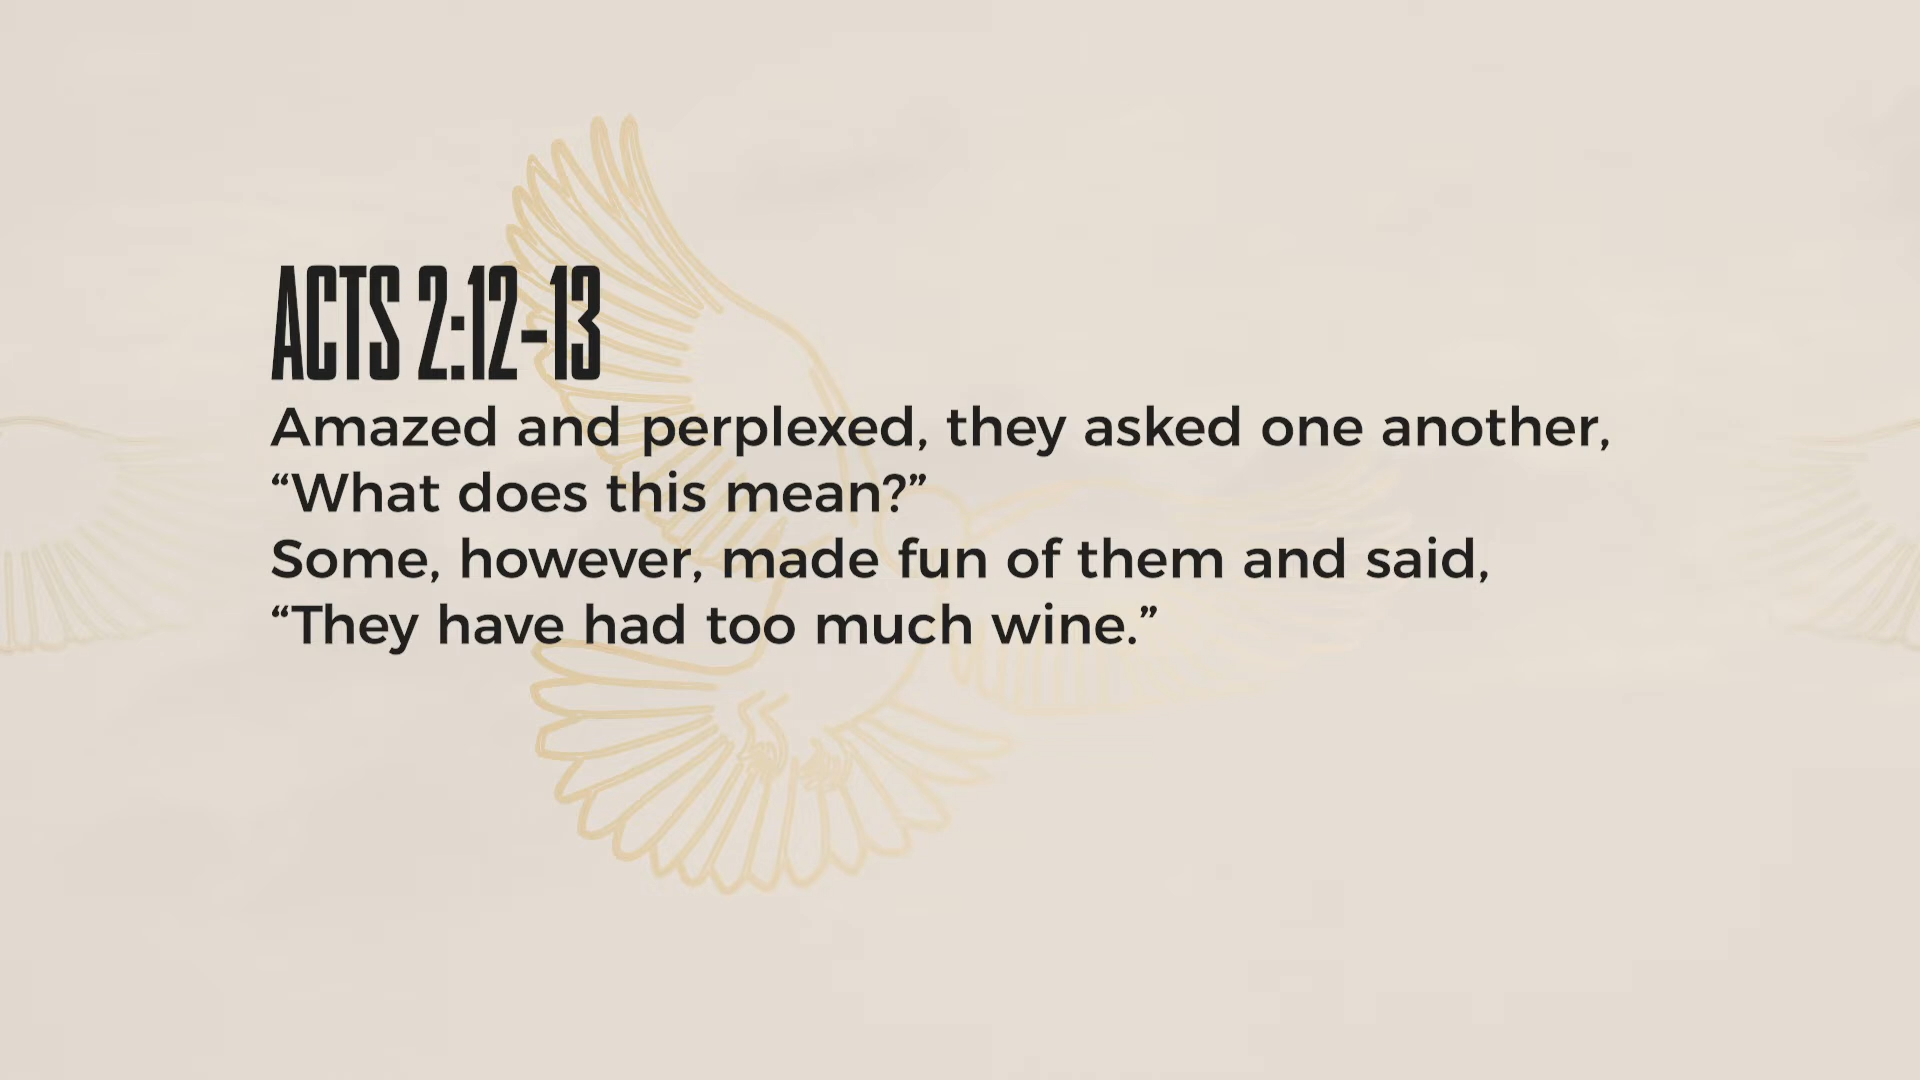 ACTS 2:12-13
Amazed and perplexed, they asked one another,
“What does this mean?”
Some, however, made fun of them and said,
“They have had too much wine.”